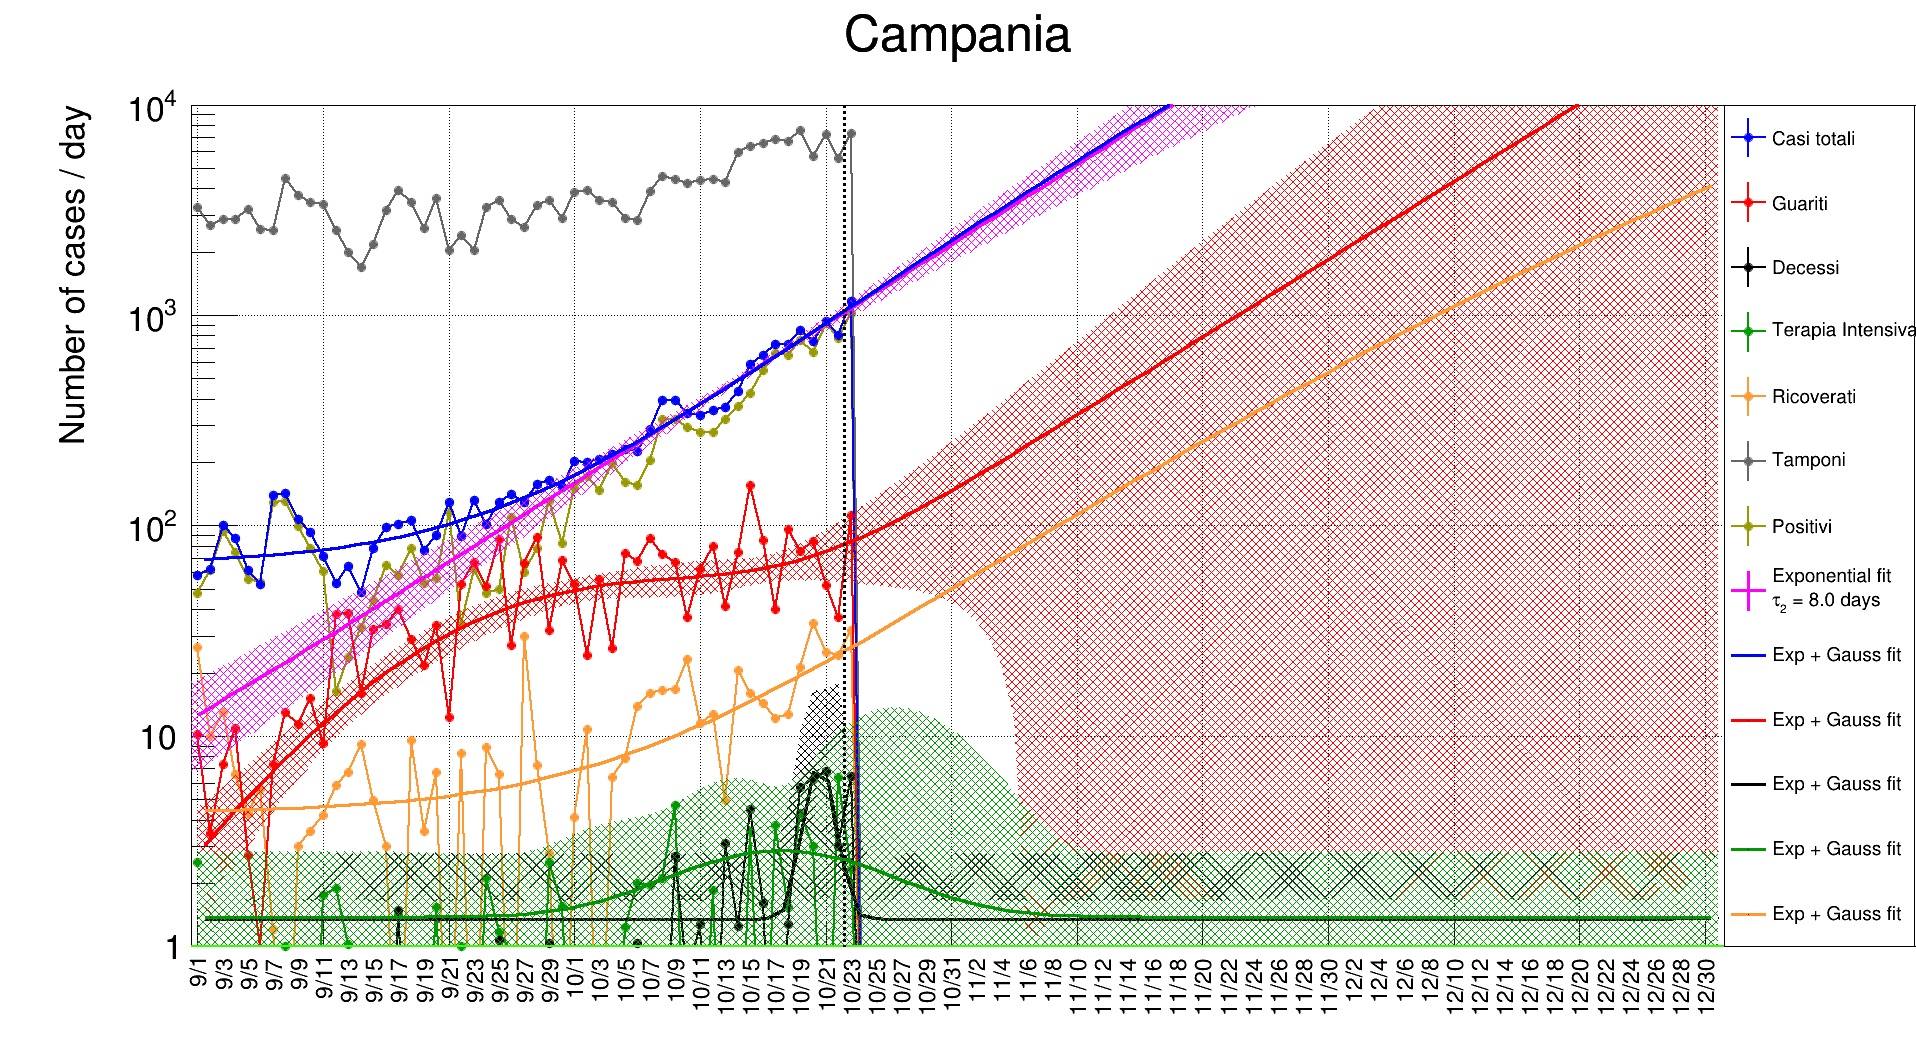 Campania
Number of cases / day
10⁴
10³
10²
10
1
9/1 9/3 9/5 9/7 9/9 9/11 9/13 9/15 9/17 9/19 9/21 9/23 9/25 9/27 9/29 10/1 10/3 10/5 10/7 10/9 10/11 10/13 10/15 10/17 10/19 10/21 10/23 10/25 10/27 10/29 10/31 11/2 11/4 11/6 11/8 11/10 11/12 11/14 11/16 11/18 11/20 11/22 11/24 11/26 11/28 11/30 12/2 12/4 12/6 12/8 12/10 12/12 12/14 12/16 12/18 12/20 12/22 12/24 12/26 12/28 12/30
Casi totali
Guariti
Decessi
Terapia Intensiva
Ricoverati
Tamponi
Positivi
Exponential fit
τ₂ = 8.0 days
Exp + Gauss fit
Exp + Gauss fit
Exp + Gauss fit
Exp + Gauss fit
Exp + Gauss fit